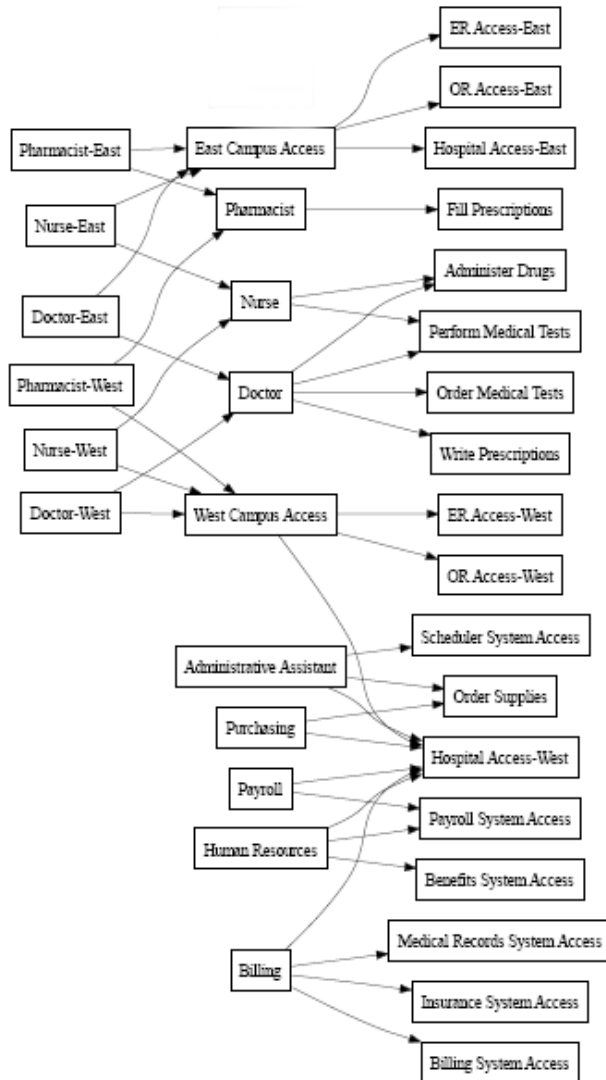 ER Access-East
OR Access-East
Pharmacist-East
East Campus Access
Hospital Access-East
Pharmacist
Fill Prescriptions
Nurse-East
Administer Drugs
Nurse
Doctor-East
Perform Medical Tests
Pharmacist-West
Doctor
Order Medical Tests
Nurse-West
Write Prescriptions
Doctor-West
West Campus Access
ER Access-West
OR Access-West
Scheduler System Access
Administrative Assistant
Order Supplies
Purchasing
Hospital Access-West
Payroll
Payroll System Access
Human Resources
Benefits System Access
Medical Records System Access
Billing
Insurance System Access
Billing System Access